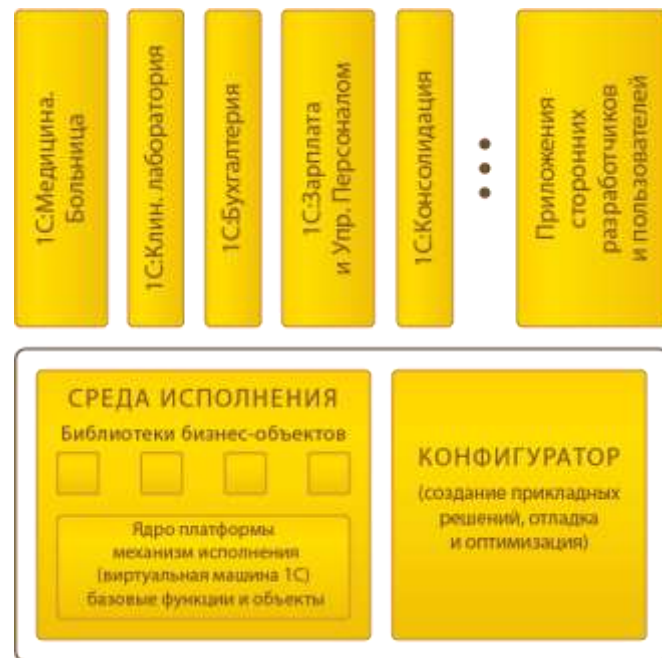 1С:Медицина.
Больница
1С:Клин. лаборатория
1С:Бухгалтерия
1С:Зарплата
и Упр. Персоналом
1С:Консолидация
Приложения
сторонних
разработчиков
и пользователей
СРЕДА ИСПОЛНЕНИЯ
Библиотеки бизнес-объектов
Ядро платформы
механизм исполнения
(виртуальная машина 1С)
базовые функции и объекты
КОНФИГУРАТОР
(создание прикладных
решений, отладка
и оптимизация)